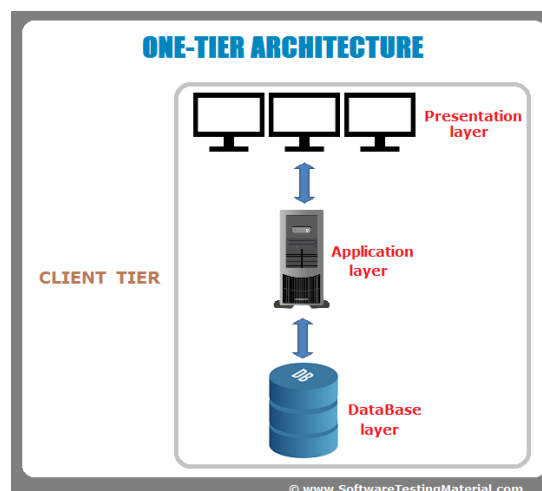 ONE-TIER ARCHITECTURE
Presentation
layer
Application
layer
CLIENT TIER
DB
DataBase
layer
© www.SoftwareTestingMaterial.com